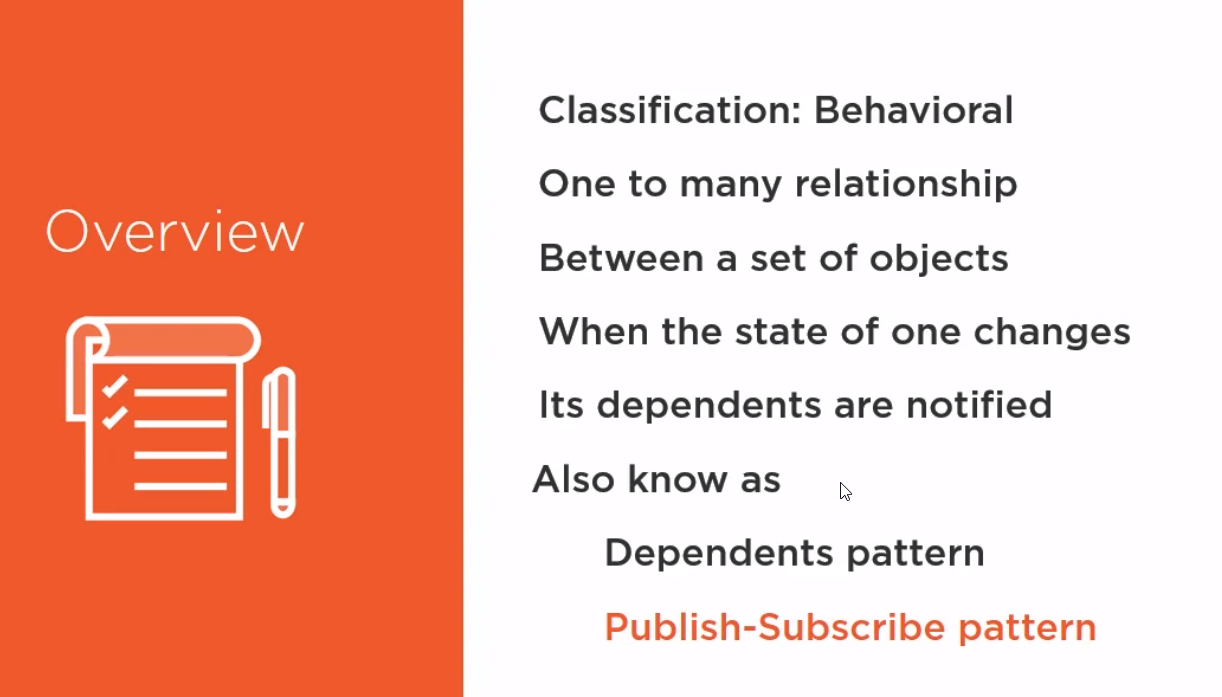 Overview
Classification: Behavioral
One to many relationship
Between a set of objects
When the state of one changes
Its dependents are notified
Also know as
Dependents pattern
Publish-Subscribe pattern